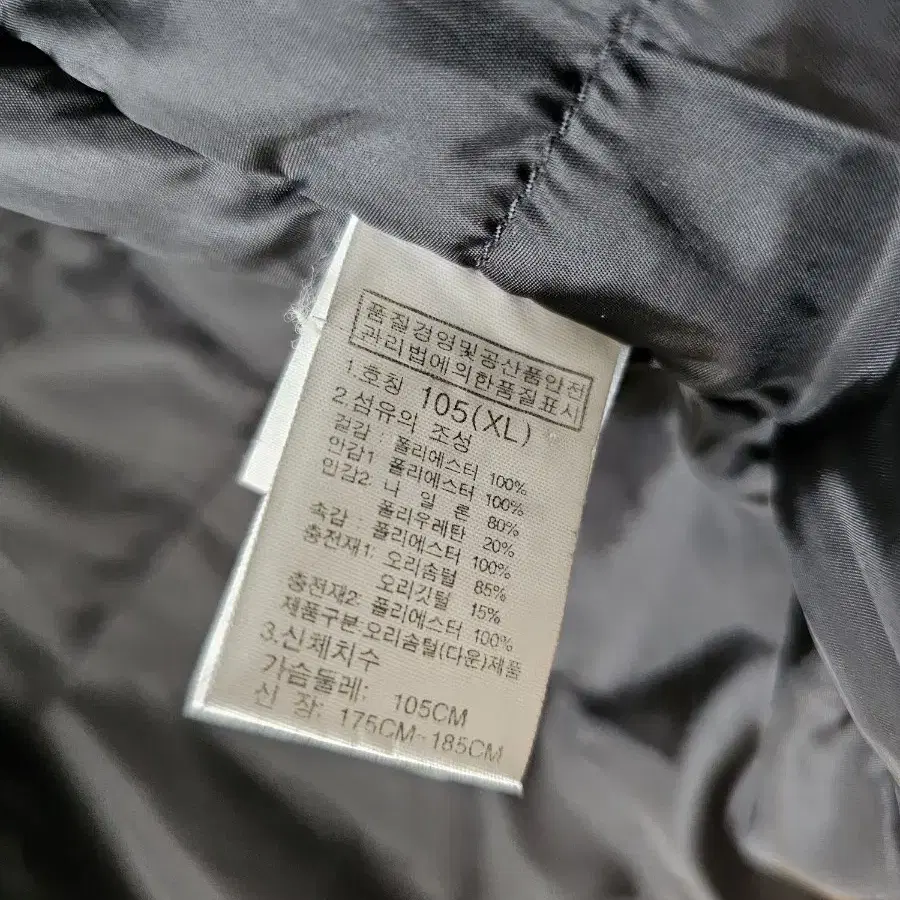 품질경영및공산품안전
관리법에의한품질표시
1.호칭 105(XL)
2.섬유의 조성
겉감 : 폴리에스터 100%
안감1 폴리에스터 100%
안감2: 나 일 론 80%
폴리우레탄 20%
속감 : 폴리에스터 100%
충전재1: 오리솜털 85%
오리깃털 15%
충전재2: 폴리에스터 100%
제품구분:오리솜털(다운)제품
3.신체치수
가슴둘레: 105CM
신 장: 175CM~185CM